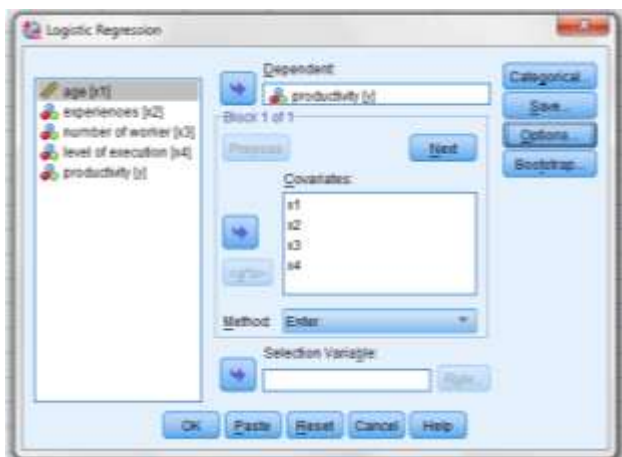 Logistic Regression
age [x1]
experiences [x2]
number of worker [x3]
level of execution [x4]
productivity [y]
Dependent:
productivity [y]
Block 1 of 1
Previous
Next
Covariates:
x1
x2
x3
x4
>a*b>
Method:
Enter
Selection Variable:
Rule...
Categorical...
Save...
Options...
Bootstrap...
OK
Paste
Reset
Cancel
Help